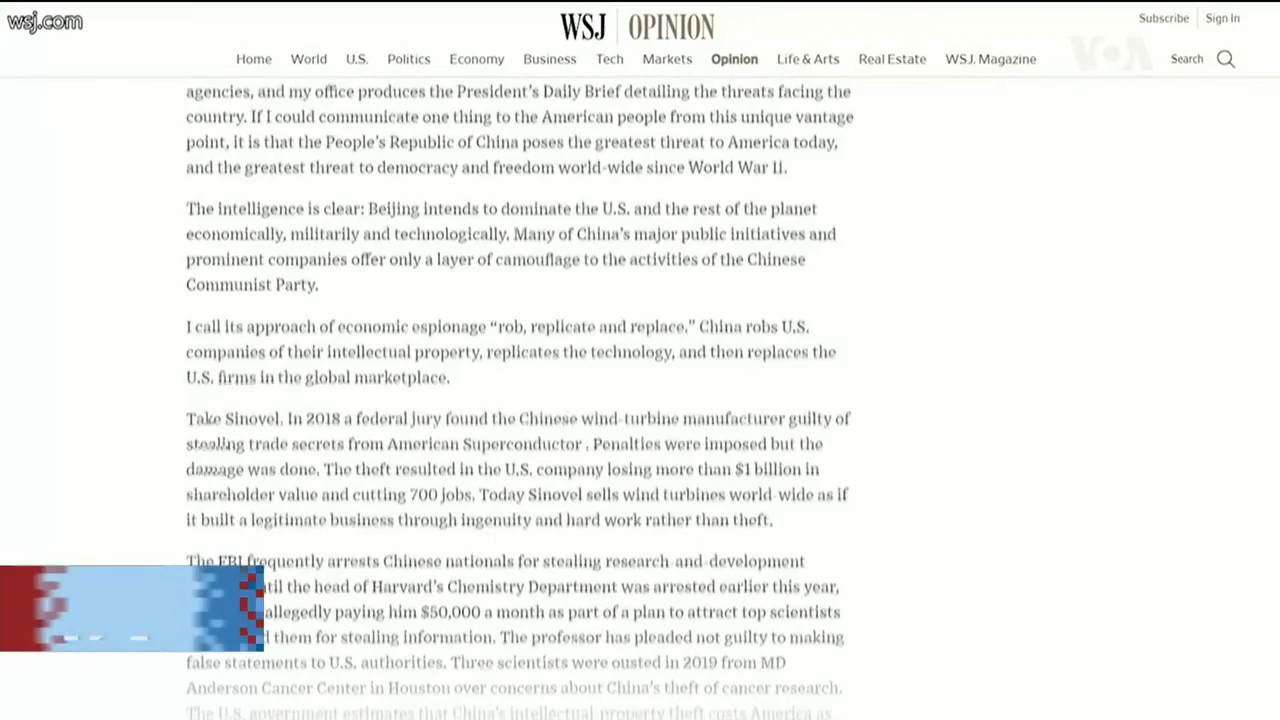 wsj.com
WSJ OPINION
Subscribe Sign In
VOA
Home World U.S. Politics Economy Business Tech Markets Opinion Life & Arts Real Estate WSJ. Magazine Search
agencies, and my office produces the President's Daily Brief detailing the threats facing the
country. If I could communicate one thing to the American people from this unique vantage
point, it is that the People's Republic of China poses the greatest threat to America today,
and the greatest threat to democracy and freedom world-wide since World War II.
The intelligence is clear: Beijing intends to dominate the U.S. and the rest of the planet
economically, militarily and technologically. Many of China's major public initiatives and
prominent companies offer only a layer of camouflage to the activities of the Chinese
Communist Party.
I call its approach of economic espionage “rob, replicate and replace.” China robs U.S.
companies of their intellectual property, replicates the technology, and then replaces the
U.S. firms in the global marketplace.
Take Sinovel. In 2018 a federal jury found the Chinese wind-turbine manufacturer guilty of
stealing trade secrets from American Superconductor . Penalties were imposed but the
damage was done. The theft resulted in the U.S. company losing more than $1 billion in
shareholder value and cutting 700 jobs. Today Sinovel sells wind turbines world-wide as if
it built a legitimate business through ingenuity and hard work rather than theft.
The FBI frequently arrests Chinese nationals for stealing research-and-development
the head of Harvard's Chemistry Department was arrested earlier this year,
allegedly paying him $50,000 a month as part of a plan to attract top scientists
them for stealing information. The professor has pleaded not guilty to making
false statements to U.S. authorities. Three scientists were ousted in 2019 from MD
Anderson Cancer Center in Houston over concerns about China's theft of cancer research.
The U.S. government estimates that China's intellectual-property theft costs America as